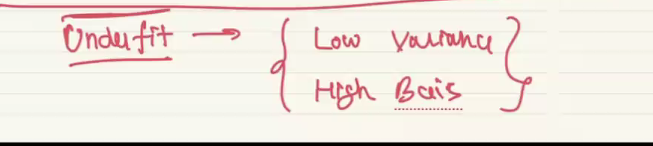 Underfit → { Low Variance
High Bais }